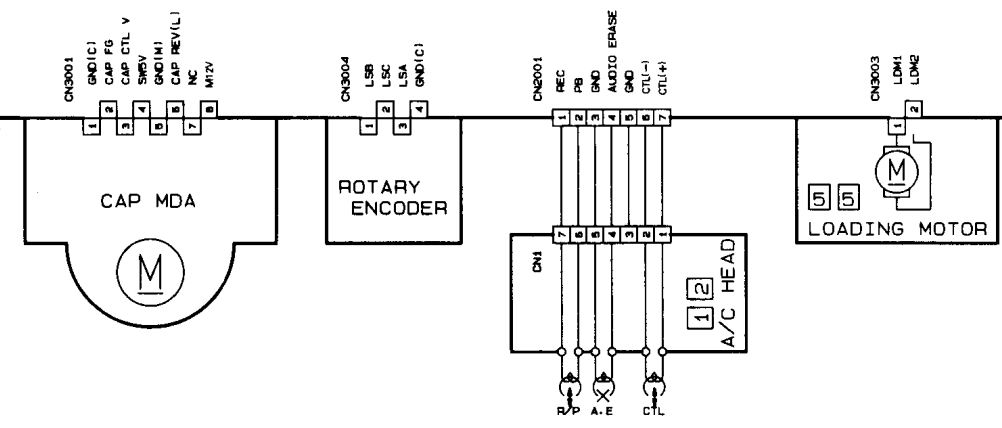 CN3001
GND(C)
CAP FG
CAP CTL V
SW5V
GND(M)
CAP REV(L)
NC
M12V
1
2
3
4
5
6
7
8
CAP MDA
M
CN3004
LSB
LSC
LSA
GND(C)
1
2
3
4
ROTARY
ENCODER
CN2001
REC
PB
GND
AUDIO ERASE
GND
CTL(-)
CTL(+)
1
2
3
4
5
6
7
CN1
7
6
5
4
3
2
1
1 2
A/C HEAD
R/P A.E CTL
CN3003
LDM1
LDM2
1
2
M
5 5
LOADING MOTOR